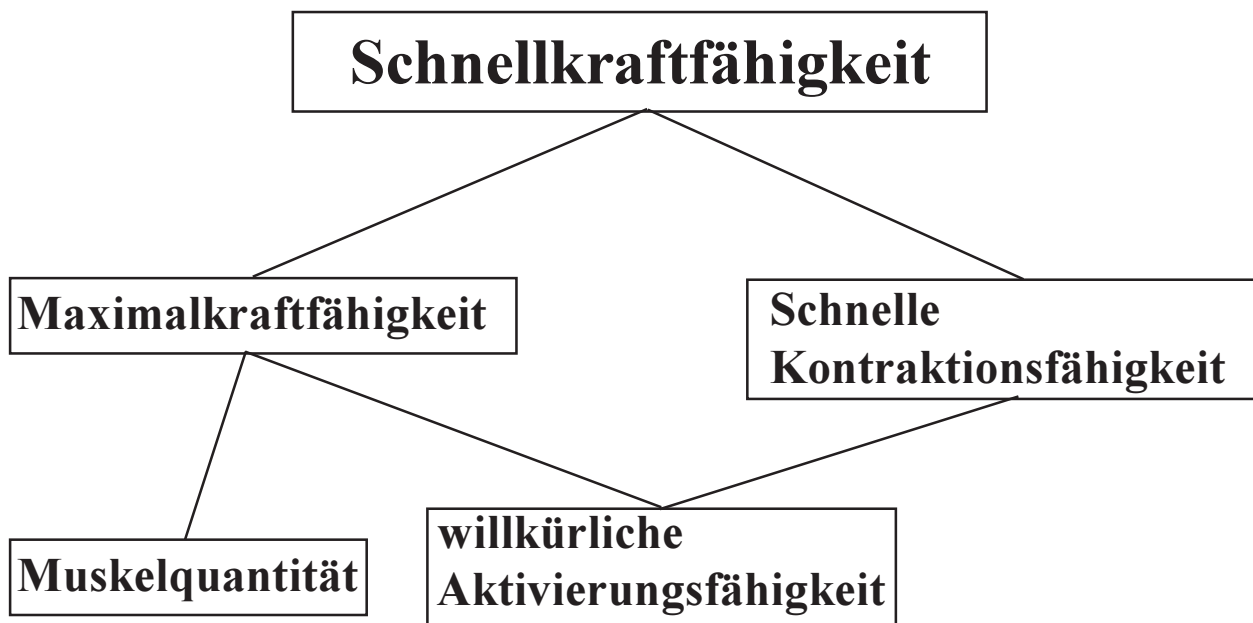 Schnellkraftfähigkeit
Maximalkraftfähigkeit
Schnelle
Kontraktionsfähigkeit
Muskelquantität
willkürliche
Aktivierungsfähigkeit